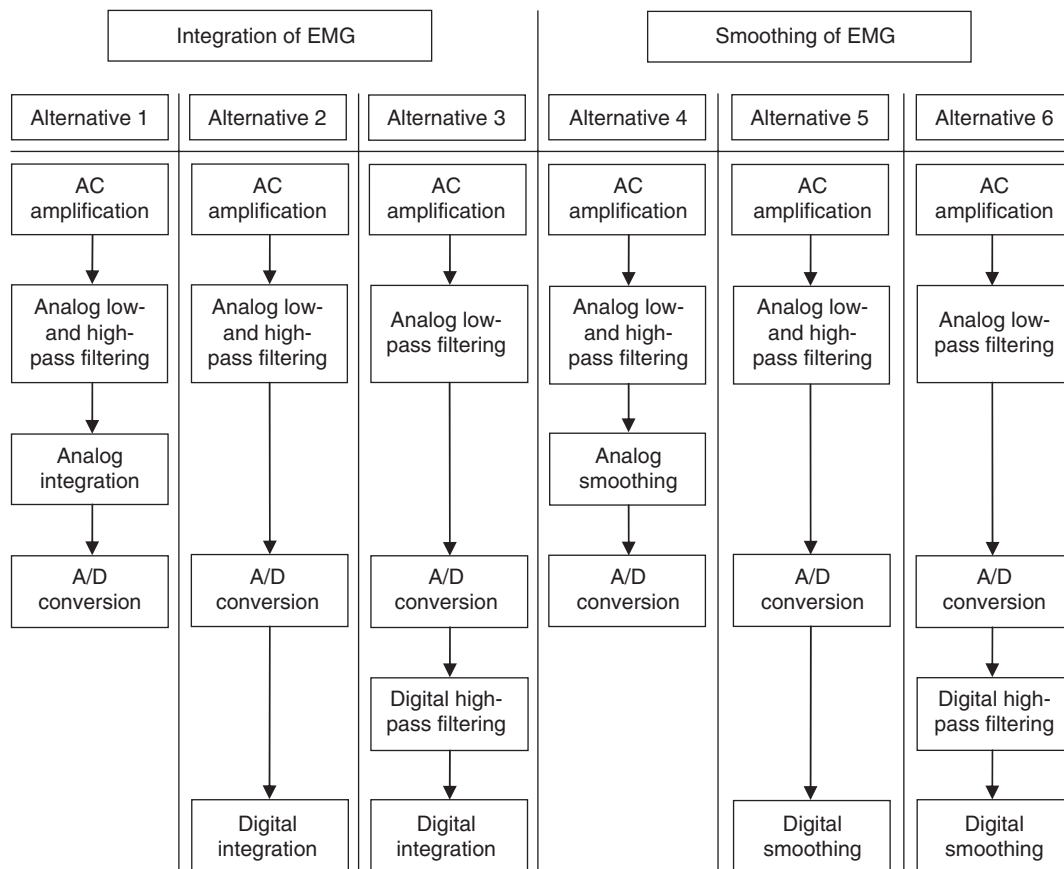 Integration of EMG
Smoothing of EMG
Alternative 1
Alternative 2
Alternative 3
Alternative 4
Alternative 5
Alternative 6
AC
amplification
AC
amplification
AC
amplification
AC
amplification
AC
amplification
AC
amplification
Analog low-
and high-
pass filtering
Analog low-
and high-
pass filtering
Analog low-
pass filtering
Analog low-
and high-
pass filtering
Analog low-
and high-
pass filtering
Analog low-
pass filtering
Analog
integration
Analog
smoothing
A/D
conversion
A/D
conversion
A/D
conversion
A/D
conversion
A/D
conversion
A/D
conversion
Digital high-
pass filtering
Digital high-
pass filtering
Digital
integration
Digital
integration
Digital
smoothing
Digital
smoothing